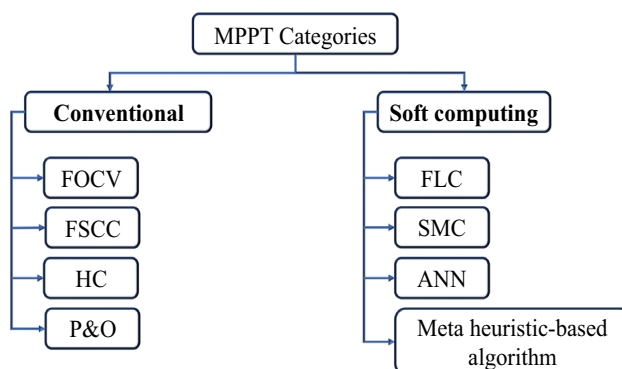 MPPT Categories
Conventional
Soft computing
FOCV
FLC
FSCC
SMC
HC
ANN
P&O
Meta heuristic-based
algorithm